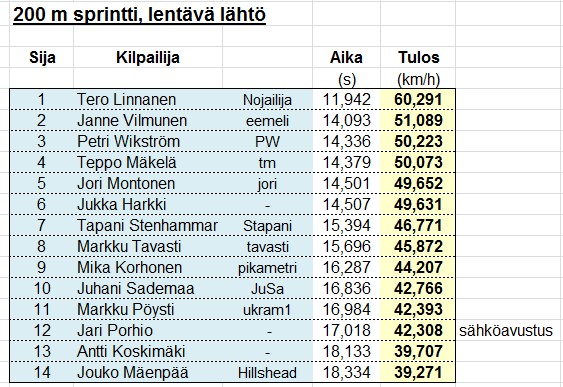 200 m sprintti, lentävä lähtö
Sija Kilpailija Aika Tulos
(s) (km/h)
1 Tero Linnanen Nojailija 11,942 60,291
2 Janne Vilmunen eemeli 14,093 51,089
3 Petri Wikström PW 14,336 50,223
4 Teppo Mäkelä tm 14,379 50,073
5 Jori Montonen jori 14,501 49,652
6 Jukka Harkki - 14,507 49,631
7 Tapani Stenhammar Stapani 15,394 46,771
8 Markku Tavasti tavasti 15,696 45,872
9 Mika Korhonen pikametri 16,287 44,207
10 Juhani Sademaa JuSa 16,836 42,766
11 Markku Pöysti ukram1 16,984 42,393
12 Jari Porhio - 17,018 42,308 sähköavustus
13 Antti Koskimäki - 18,133 39,707
14 Jouko Mäenpää Hillshead 18,334 39,271